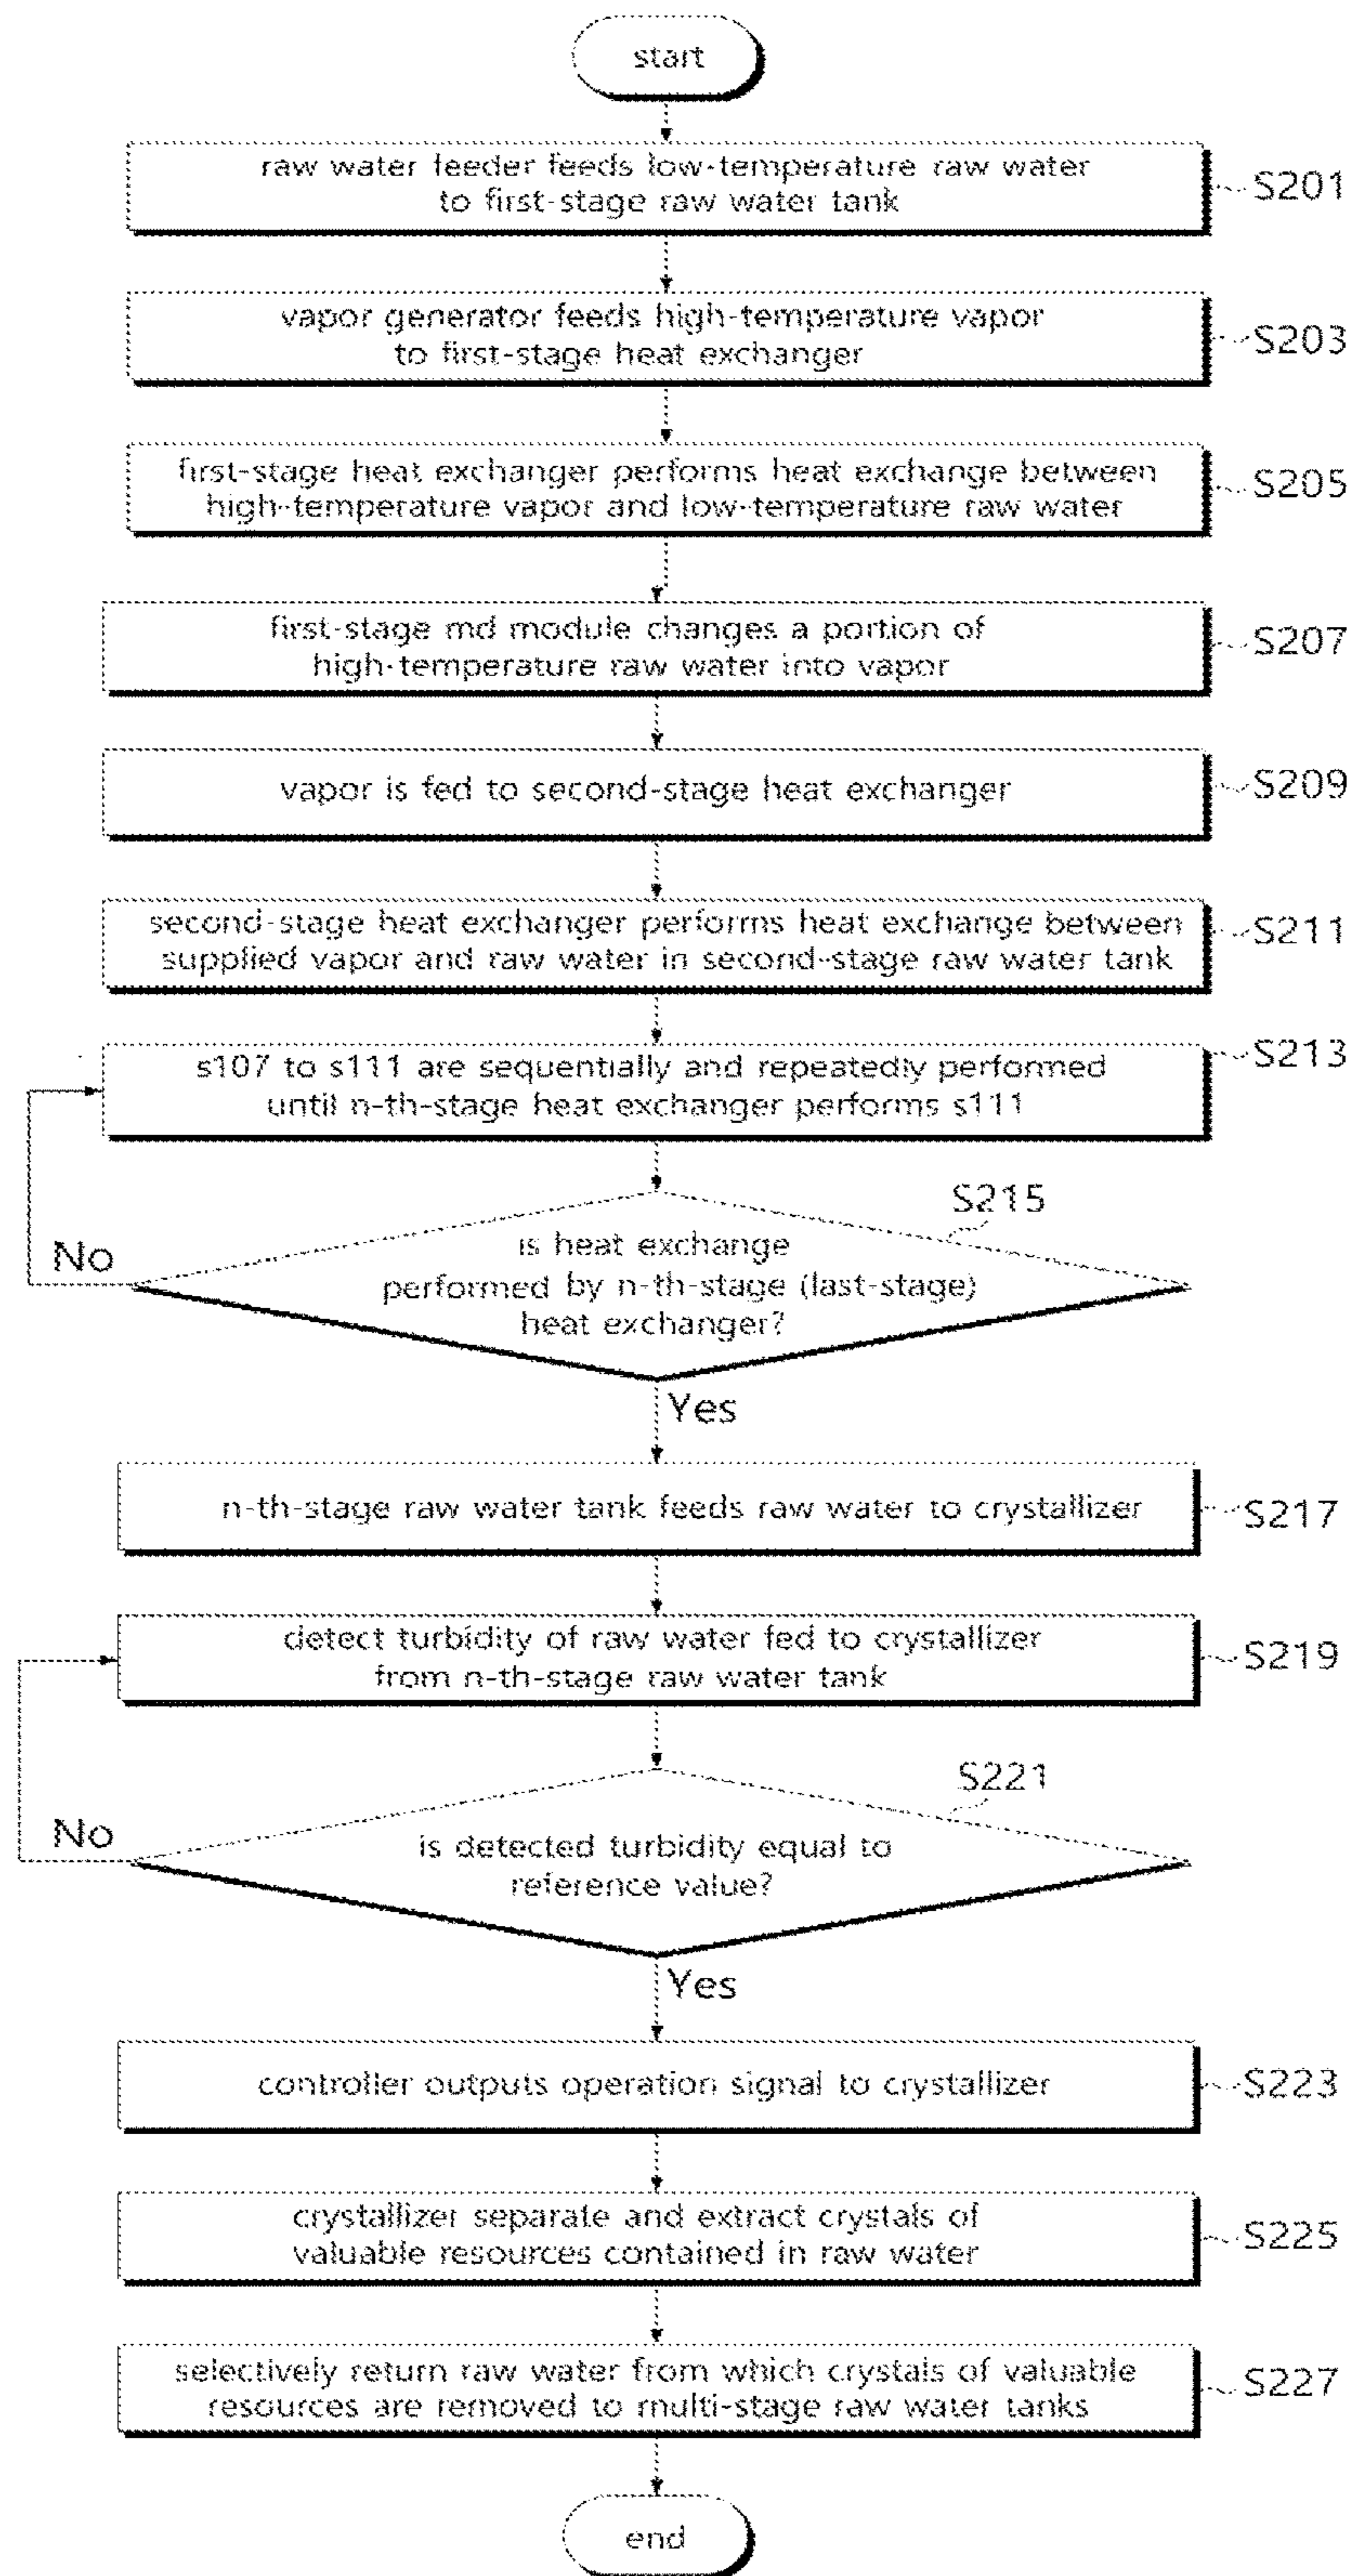 start
raw water feeder feeds low-temperature raw water
to first-stage raw water tank
S201
vapor generator feeds high-temperature vapor
to first-stage heat exchanger
S203
first-stage heat exchanger performs heat exchange between
high-temperature vapor and low-temperature raw water
S205
first-stage md module changes a portion of
high-temperature raw water into vapor
S207
vapor is fed to second-stage heat exchanger
S209
second-stage heat exchanger performs heat exchange between
supplied vapor and raw water in second-stage raw water tank
S211
s107 to s111 are sequentially and repeatedly performed
until n-th-stage heat exchanger performs s111
S213
S215
is heat exchange
performed by n-th-stage (last-stage)
heat exchanger?
No
Yes
n-th-stage raw water tank feeds raw water to crystallizer
S217
detect turbidity of raw water fed to crystallizer
from n-th-stage raw water tank
S219
S221
is detected turbidity equal to
reference value?
No
Yes
controller outputs operation signal to crystallizer
S223
crystallizer separate and extract crystals of
valuable resources contained in raw water
S225
selectively return raw water from which crystals of valuable
resources are removed to multi-stage raw water tanks
S227
end